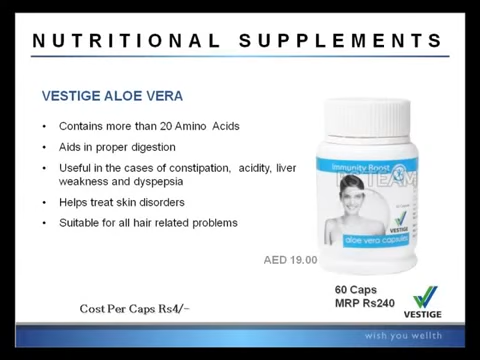 NUTRITIONAL SUPPLEMENTS
VESTIGE ALOE VERA
• Contains more than 20 Amino Acids
• Aids in proper digestion
• Useful in the cases of constipation, acidity, liver
weakness and dyspepsia
• Helps treat skin disorders
• Suitable for all hair related problems
Immunity Boost
TEAM
VESTIGE
aloe vera capsules
AED 19.00
60 Caps
MRP Rs240
Cost Per Caps Rs4/-
VESTIGE
wish you wellth